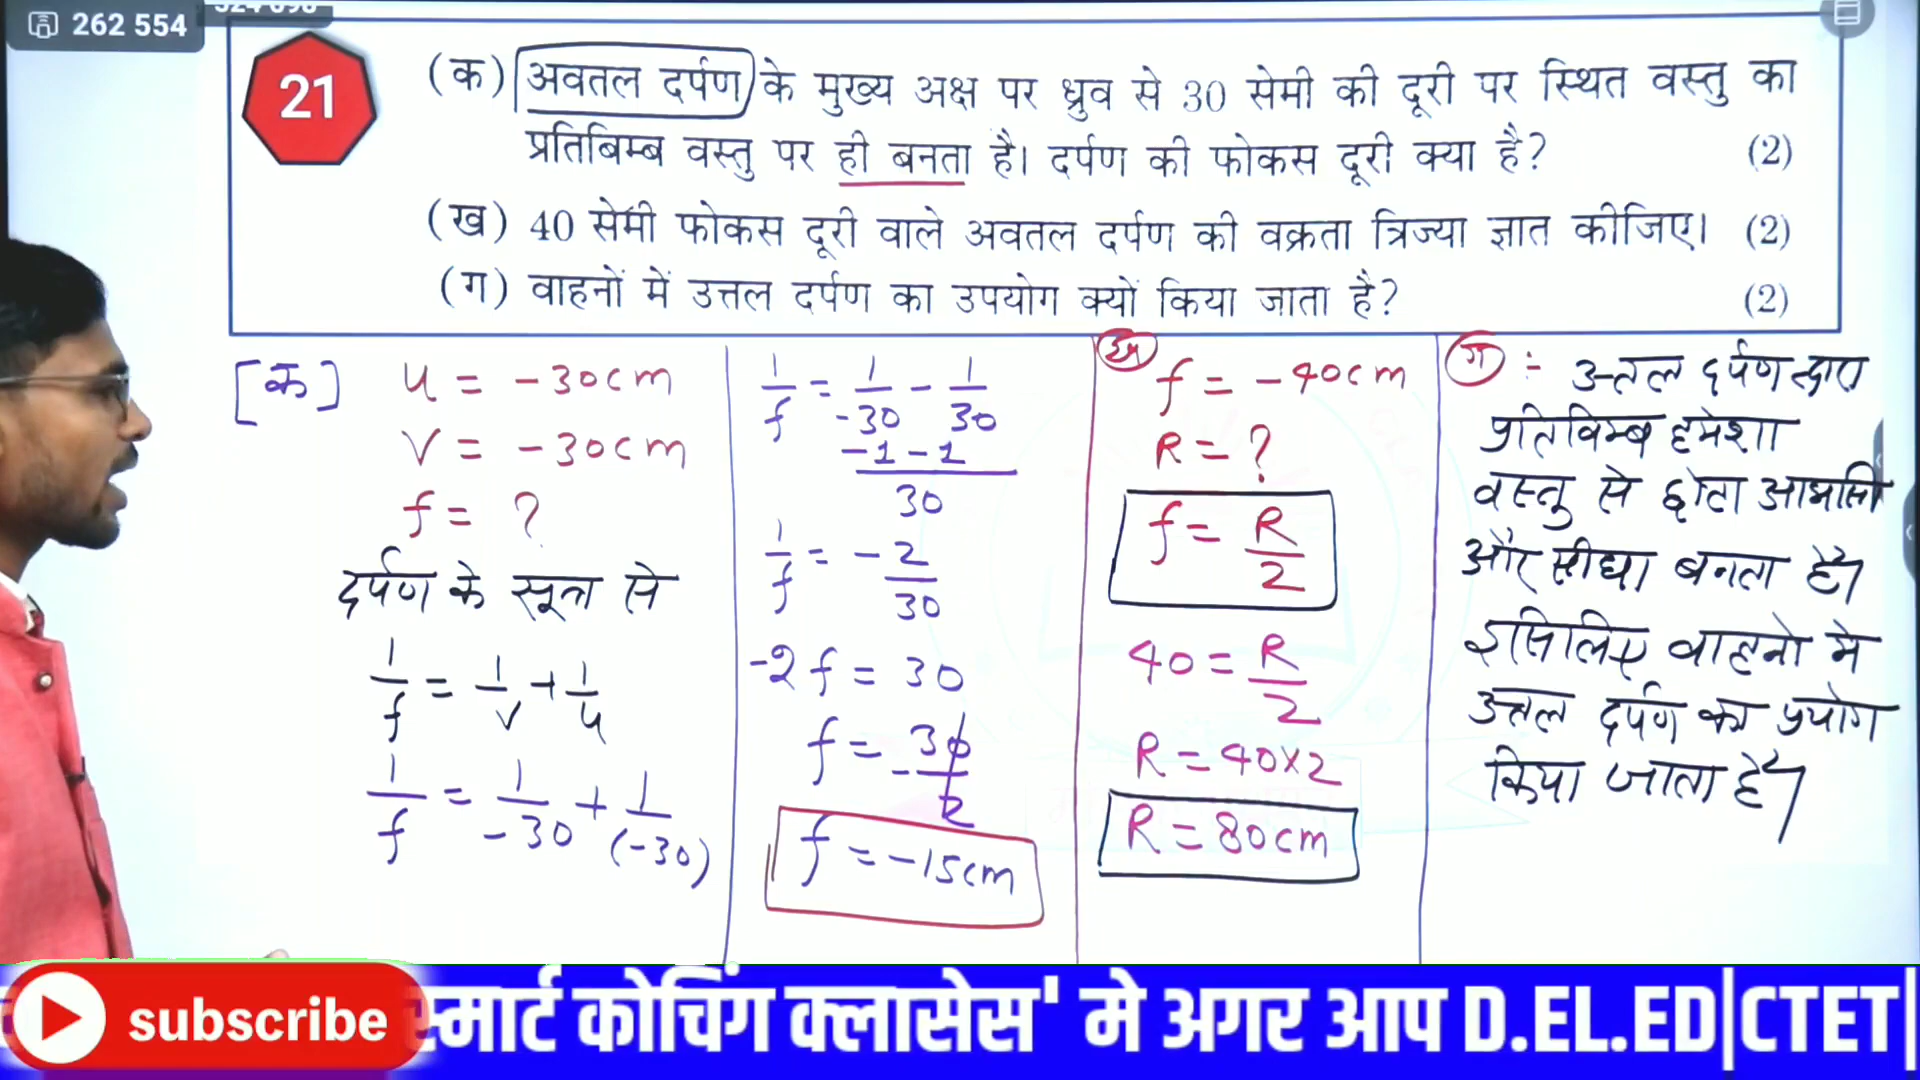 262 554
21
(क) अवतल दर्पण के मुख्य अक्ष पर ध्रुव से 30 सेमी की दूरी पर स्थित वस्तु का
प्रतिबिम्ब वस्तु पर ही बनता है। दर्पण की फोकस दूरी क्या है? (2)
(ख) 40 सेमी फोकस दूरी वाले अवतल दर्पण की वक्रता त्रिज्या ज्ञात कीजिए। (2)
(ग) वाहनों में उत्तल दर्पण का उपयोग क्यों किया जाता है? (2)
[क] u = -30cm
v = -30cm
f = ?
दर्पण के सूत्र से
1/f = 1/v + 1/u
1/f = 1/-30 + 1/(-30)
1/f = 1/-30 - 1/30
-1-1/30
1/f = -2/30
-2f = 30
f = -30/2
f = -15cm
ख f = -40cm
R = ?
f = R/2
40 = R/2
R = 40×2
R = 80cm
ग :- उत्तल दर्पण द्वारा
प्रतिबिम्ब हमेशा
वस्तु से छोटा आभासी
और सीधा बनता है।
इसिलिए वाहनो मे
उत्तल दर्पण का प्रयोग
किया जाता है।
subscribe
स्मार्ट कोचिंग क्लासेस' मे अगर आप D.EL.ED|CTET|